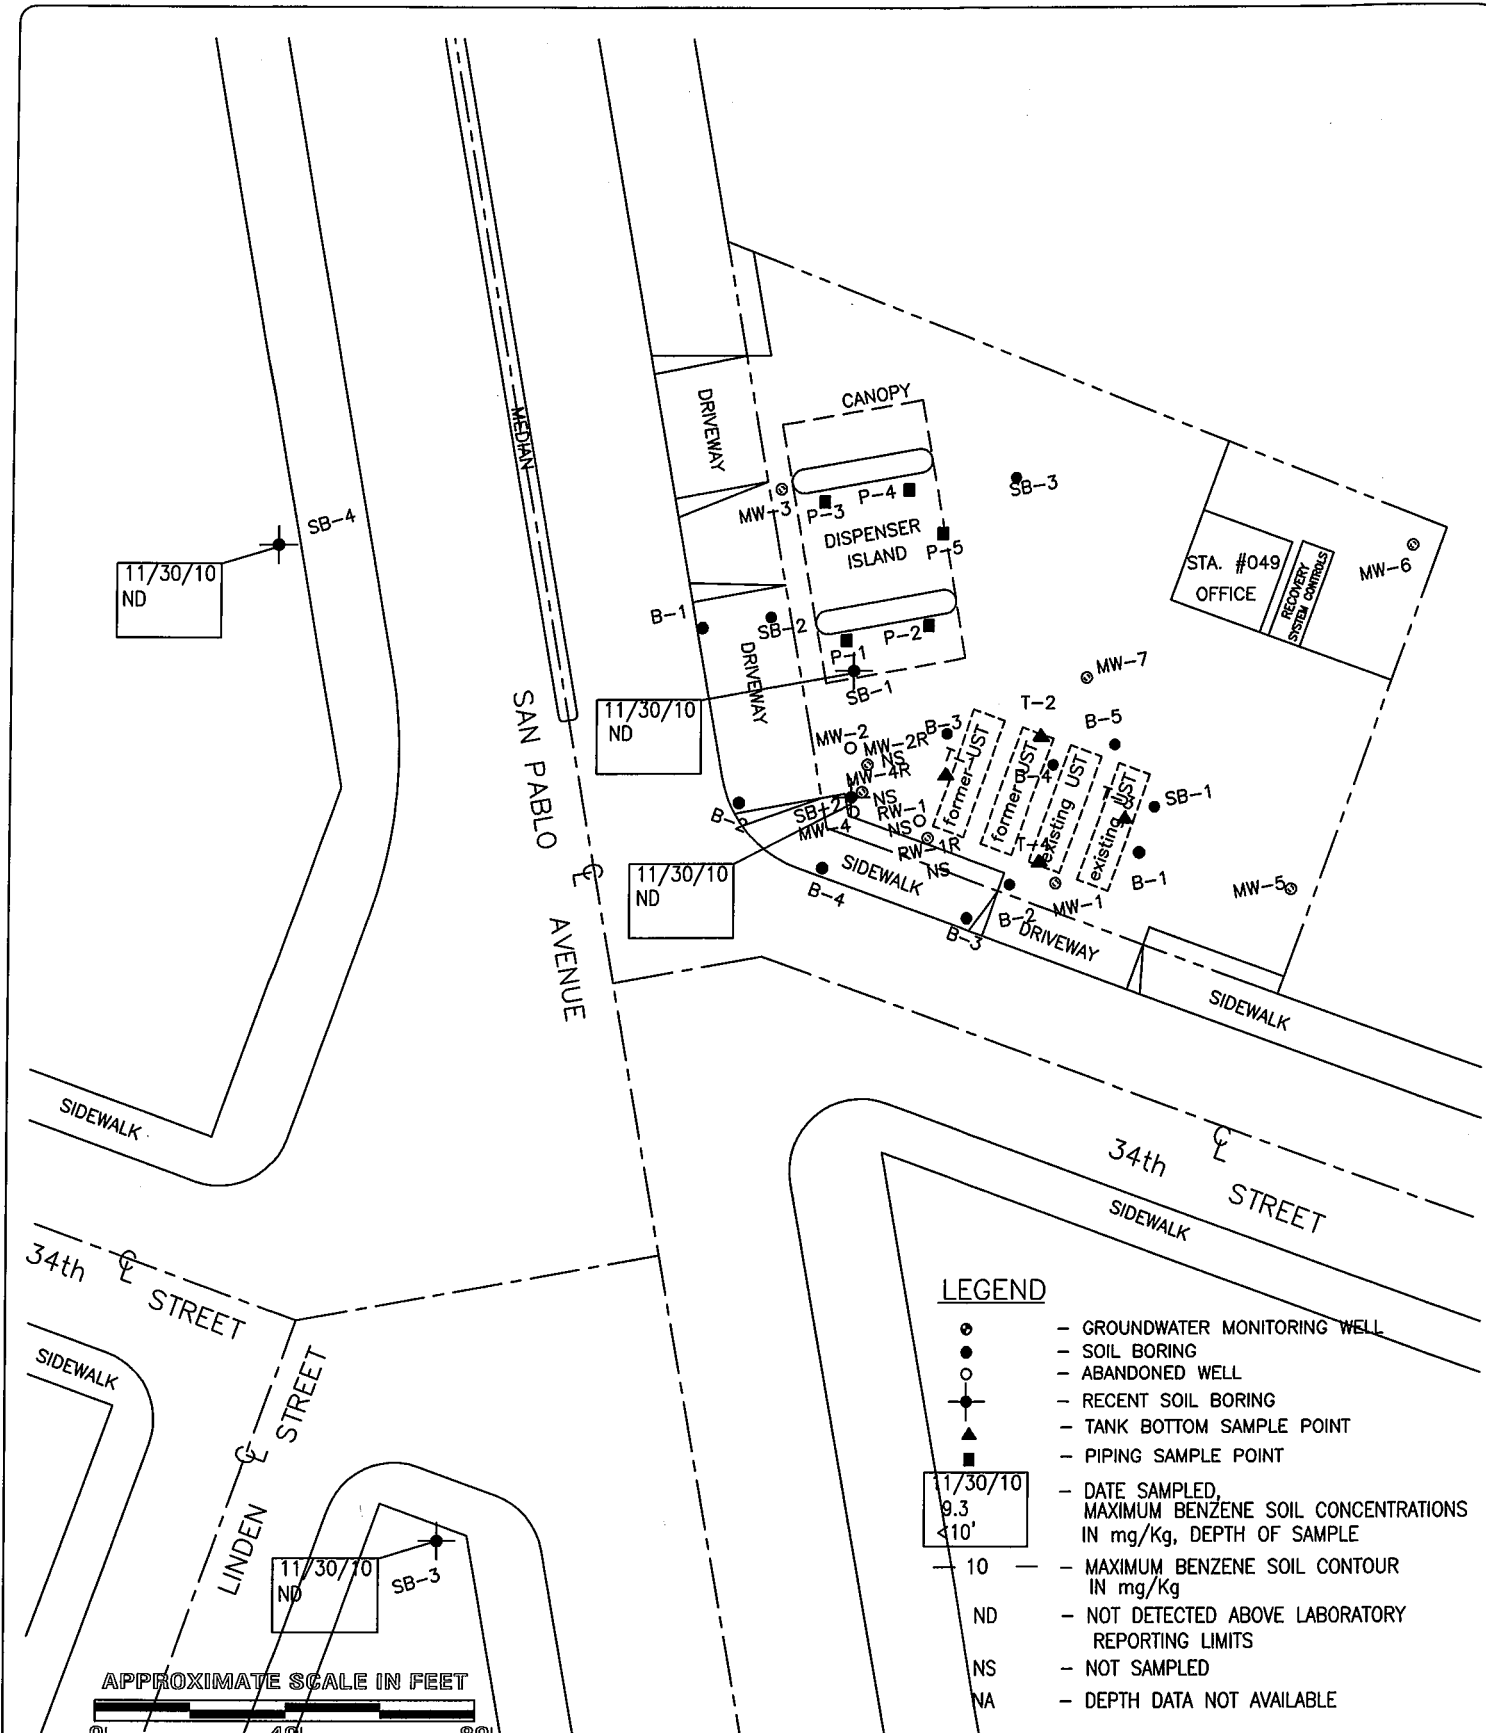 CANOPY
DRIVEWAY
MEDIAN
SB-3
MW-3
P-3
P-4
SB-4
DISPENSER
ISLAND
P-5
11/30/10
ND
STA. #049
OFFICE
RECOVERY
SYSTEM CONTROLS
MW-6
B-1
SB-2
P-1
P-2
DRIVEWAY
SB-1
MW-7
11/30/10
ND
T-2
B-5
SAN PABLO
AVENUE
MW-2
MW-2R
NS
B-3
former UST
former UST
existing UST
existing UST
B-4
SB-1
MW-4R
NS
B-2
SB-2
MW-4
RW-1
NS
RW-1R
NS
T-4
11/30/10
ND
SIDEWALK
B-4
B-1
MW-5
B-2
MW-1
B-3
DRIVEWAY
SIDEWALK
SIDEWALK
34th
STREET
SIDEWALK
34th
STREET
SIDEWALK
LINDEN
STREET
11/30/10
ND
SB-3
LEGEND
- GROUNDWATER MONITORING WELL
- SOIL BORING
- ABANDONED WELL
- RECENT SOIL BORING
- TANK BOTTOM SAMPLE POINT
- PIPING SAMPLE POINT
11/30/10
9.3
<10'
- DATE SAMPLED,
MAXIMUM BENZENE SOIL CONCENTRATIONS
IN mg/Kg, DEPTH OF SAMPLE
— 10 — - MAXIMUM BENZENE SOIL CONTOUR
IN mg/Kg
ND - NOT DETECTED ABOVE LABORATORY
REPORTING LIMITS
NS - NOT SAMPLED
NA - DEPTH DATA NOT AVAILABLE
APPROXIMATE SCALE IN FEET